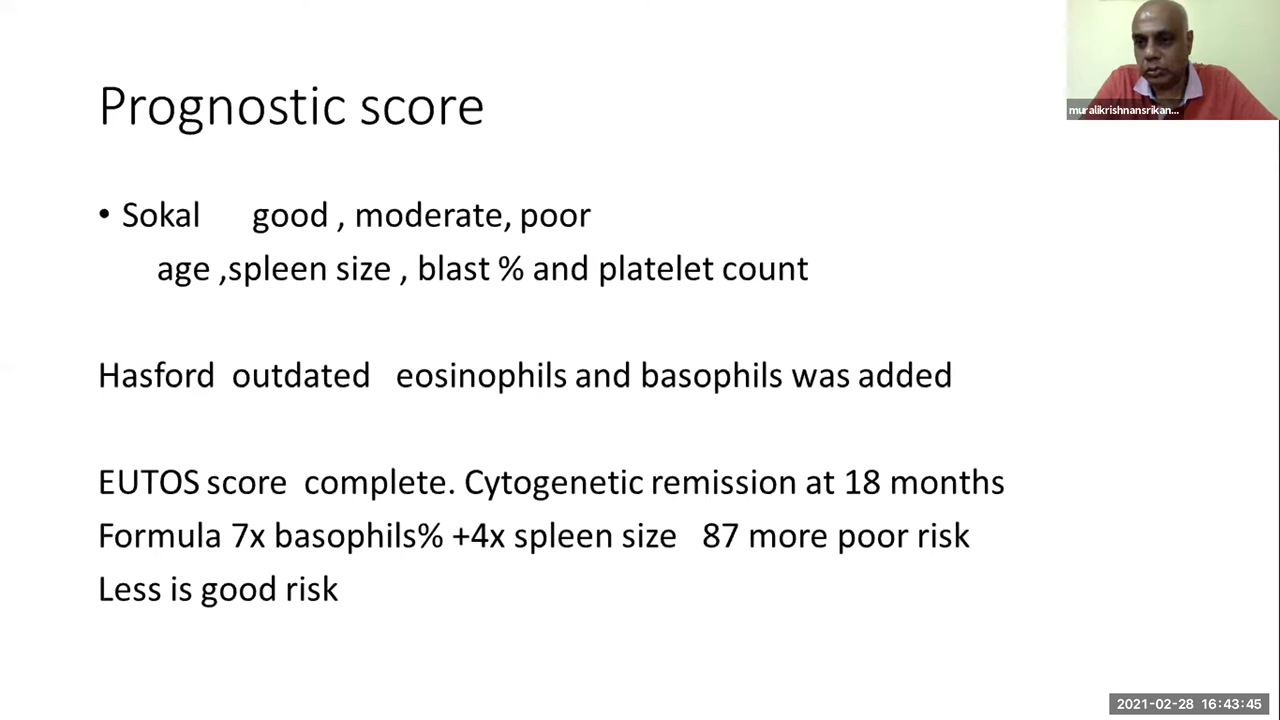 muralikrishnansrikan...
Prognostic score
• Sokal good , moderate, poor
age ,spleen size , blast % and platelet count
Hasford outdated eosinophils and basophils was added
EUTOS score complete. Cytogenetic remission at 18 months
Formula 7x basophils% +4x spleen size 87 more poor risk
Less is good risk
2021-02-28 16:43:45